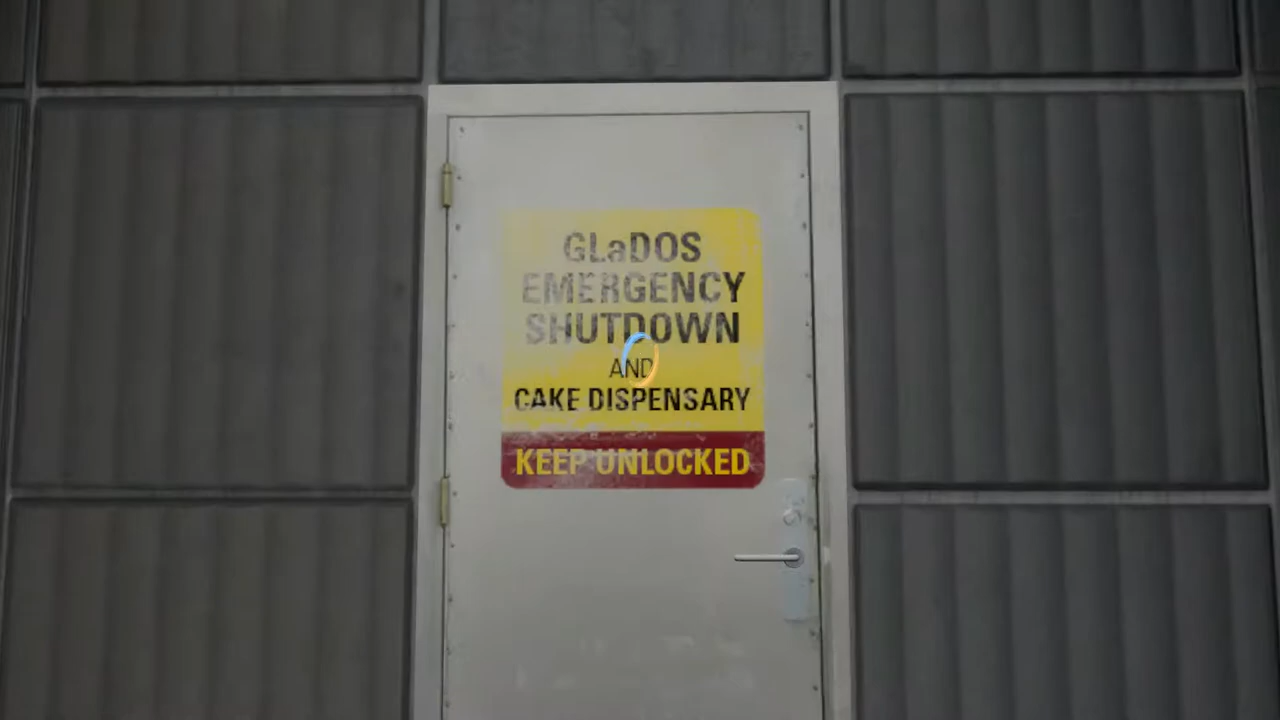 GLaDOS
EMERGENCY
SHUTDOWN
AND
CAKE DISPENSARY
KEEP UNLOCKED